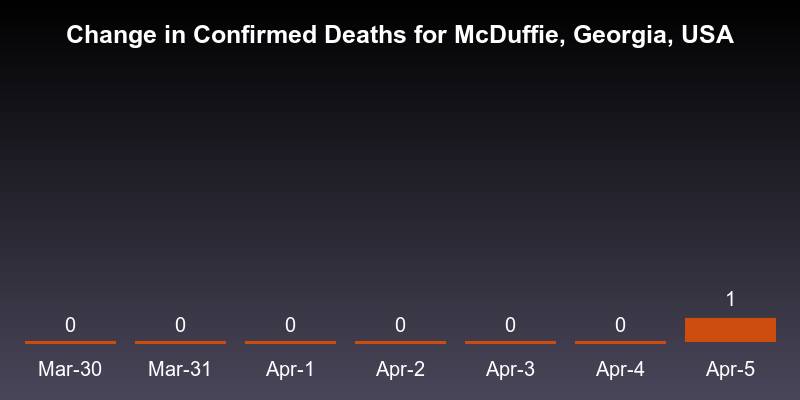 Change in Confirmed Deaths for McDuffie, Georgia, USA
0 0 0 0 0 0 1
Mar-30 Mar-31 Apr-1 Apr-2 Apr-3 Apr-4 Apr-5